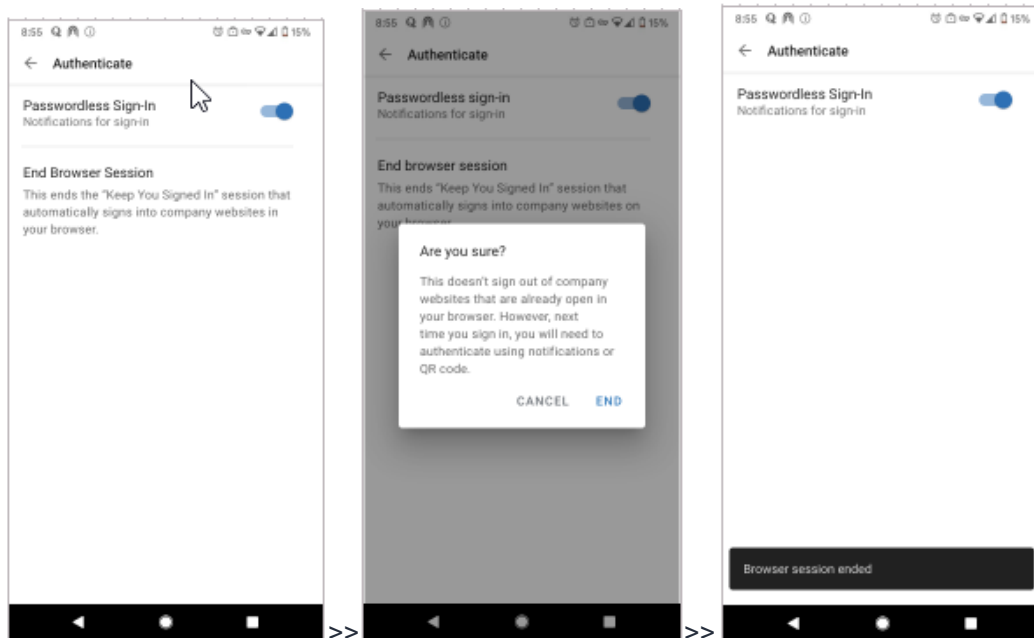 8:55
15%
Authenticate
Passwordless Sign-In
Notifications for sign-in
End Browser Session
This ends the "Keep You Signed In" session that
automatically signs into company websites in
your browser.
>>
8:55
15%
Authenticate
Passwordless sign-in
Notifications for sign-in
End browser session
This ends "Keep You Signed In" session that
automatically signs into company websites on
your browser.
Are you sure?
This doesn't sign out of company
websites that are already open in
your browser. However, next
time you sign in, you will need to
authenticate using notifications or
QR code.
CANCEL END
>>
8:55
15%
Authenticate
Passwordless Sign-In
Notifications for sign-in
Browser session ended